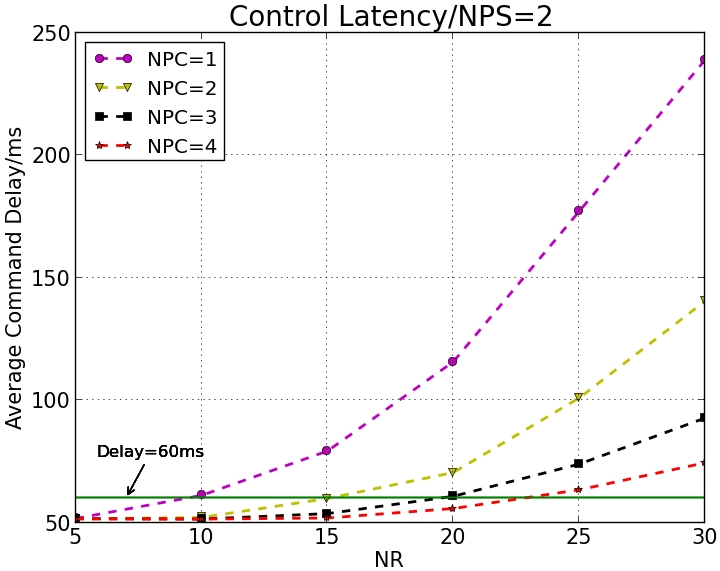 Control Latency/NPS=2
250
200
150
100
50
Average Command Delay/ms
NPC=1
NPC=2
NPC=3
NPC=4
Delay=60ms
5
10
15
20
25
30
NR